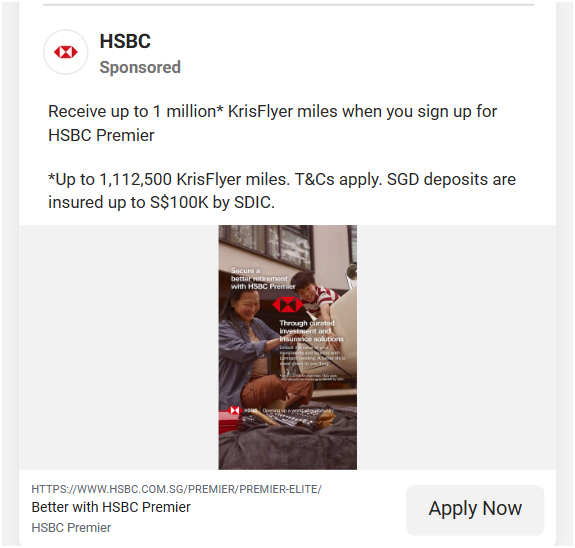 HSBC
Sponsored
Receive up to 1 million* KrisFlyer miles when you sign up for
HSBC Premier
*Up to 1,112,500 KrisFlyer miles. T&Cs apply. SGD deposits are
insured up to S$100K by SDIC.
Secure a
better retirement
with HSBC Premier
Through curated
investment and
insurance solutions
HSBC
Opening up a world of opportunity
HTTPS://WWW.HSBC.COM.SG/PREMIER/PREMIER-ELITE/
Better with HSBC Premier
HSBC Premier
Apply Now